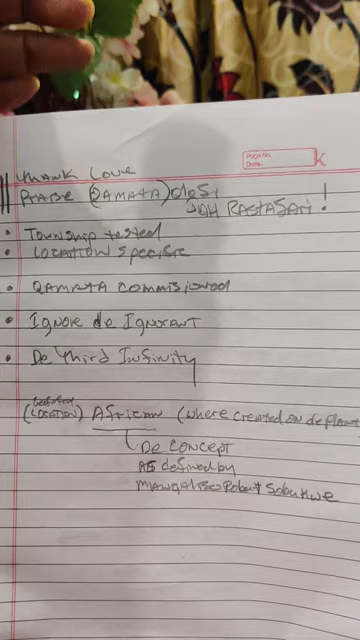 Thank Love
Praise (QAMATA) oldest
JAH RASTAFARI !
• Township tested
• Location specific
• QAMATA commissioned
• Ignore de Ignorant
• De Third Infinity
(Location) African (where created on de planet
De concept
as defined by
Mangaliso Robert Sobukwe